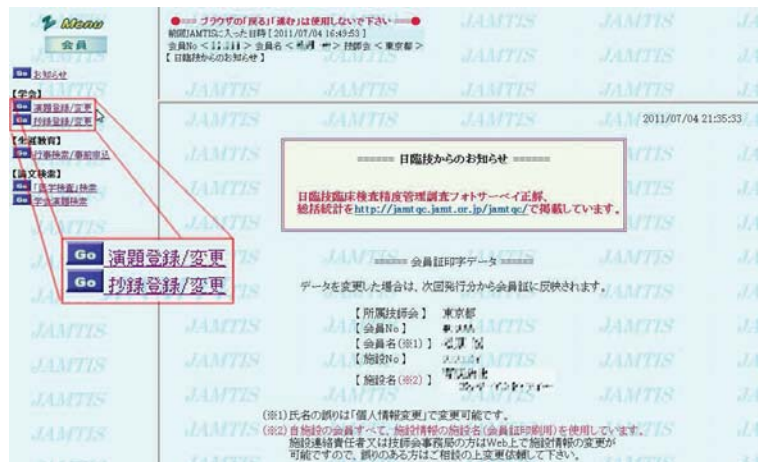 Menu
会員
Go お知らせ
【学会】
Go 演題登録/変更
Go 抄録登録/変更
【生涯教育】
Go 行事検索/事前申込
【論文検索】
Go 「医学検査」検索
Go 学会演題検索
Go 演題登録/変更
Go 抄録登録/変更
●=== ブラウザの「戻る」「進む」は使用しないで下さい ===●
前回JAMTISに入った日時 [ 2011/07/04 16:49:53 ]
会員No < > 会員名 < > 技師会 < 東京都 >
【 日臨技からのお知らせ 】
2011/07/04 21:35:33
====== 日臨技からのお知らせ ======
日臨技臨床検査精度管理調査フォトサーベイ正解、
総括統計をhttp://jamtqc.jamt.or.jp/jamtqc/で掲載しています。
====== 会員証印字データ ======
データを変更した場合は、次回発行分から会員証に反映されます。
【 所属技師会 】 東京都
【 会員No 】
【 会員名(※1) 】
【 施設No 】
【 施設名(※2) 】
(※1) 氏名の誤りは「個人情報変更」で変更可能です。
(※2) 自施設の会員すべて、施設情報の施設名(会員証印刷用)を使用しています。
施設連絡責任者又は技師会事務局の方はWeb上で施設情報の変更が
可能ですので、誤りのある方はご相談の上変更依頼して下さい。
JAMTIS